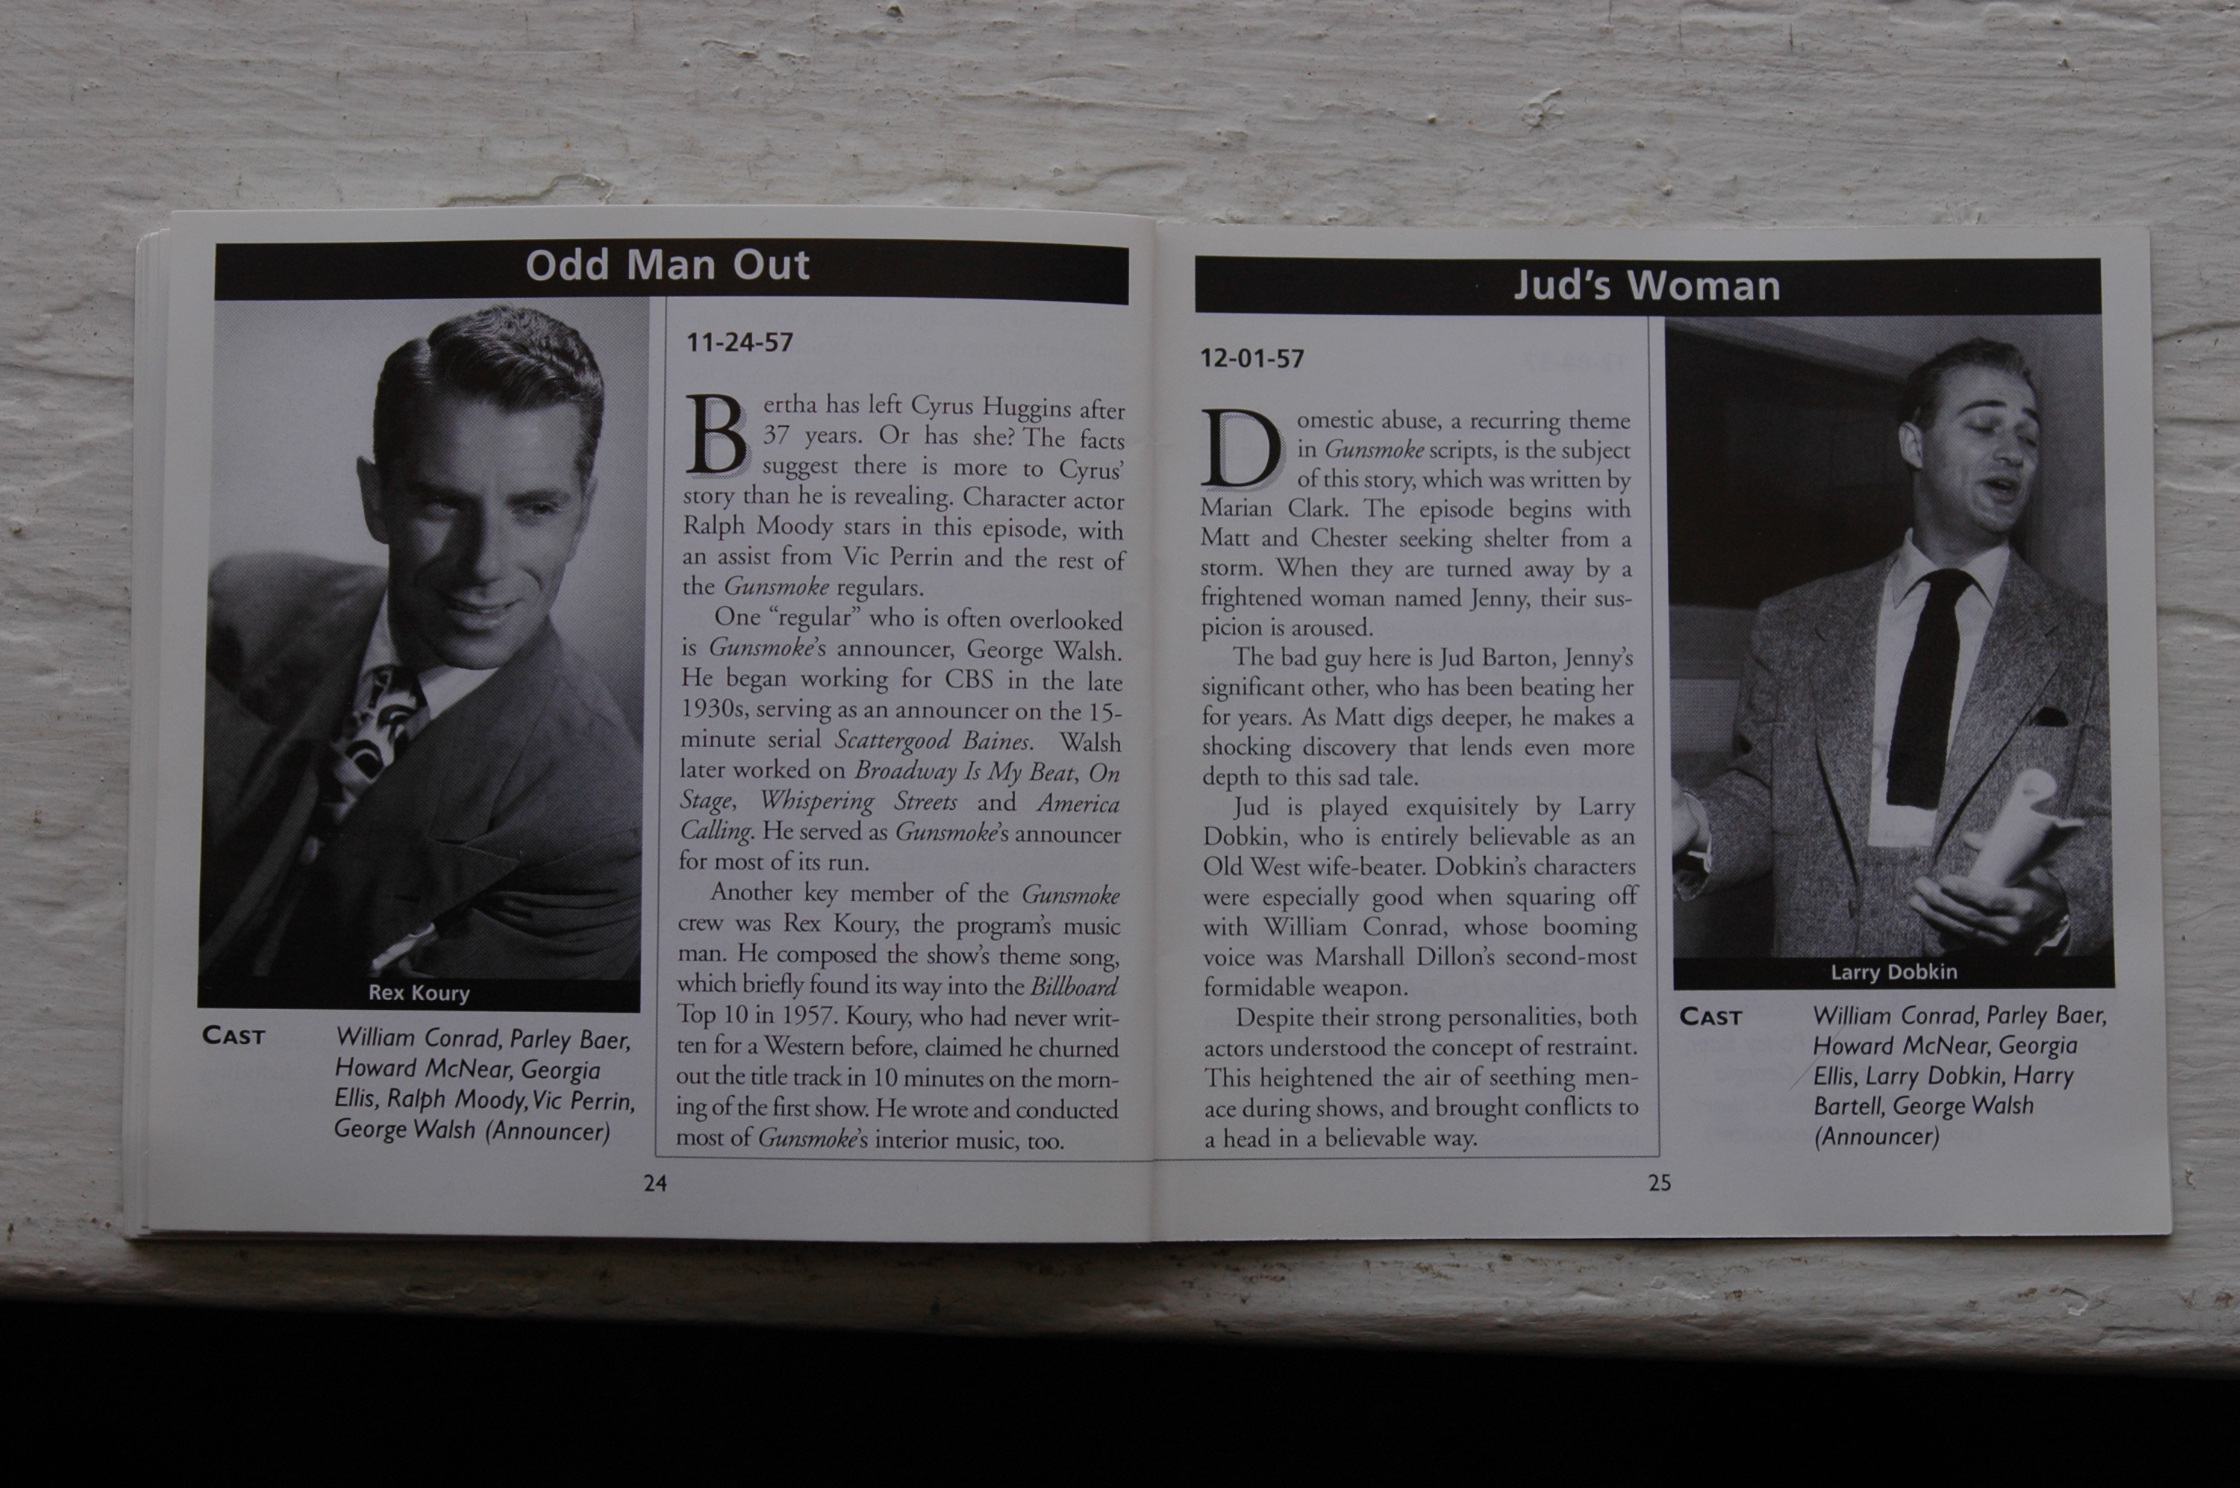 Odd Man Out
11-24-57
Bertha has left Cyrus Huggins after
37 years. Or has she? The facts
suggest there is more to Cyrus'
story than he is revealing. Character actor
Ralph Moody stars in this episode, with
an assist from Vic Perrin and the rest of
the Gunsmoke regulars.
One “regular” who is often overlooked
is Gunsmoke's announcer, George Walsh.
He began working for CBS in the late
1930s, serving as an announcer on the 15-
minute serial Scattergood Baines. Walsh
later worked on Broadway Is My Beat, On
Stage, Whispering Streets and America
Calling. He served as Gunsmoke's announcer
for most of its run.
Another key member of the Gunsmoke
crew was Rex Koury, the program's music
man. He composed the show's theme song,
which briefly found its way into the Billboard
Top 10 in 1957. Koury, who had never writ-
ten for a Western before, claimed he churned
out the title track in 10 minutes on the morn-
ing of the first show. He wrote and conducted
most of Gunsmoke's interior music, too.
Rex Koury
CAST William Conrad, Parley Baer,
Howard McNear, Georgia
Ellis, Ralph Moody, Vic Perrin,
George Walsh (Announcer)
24
Jud's Woman
12-01-57
Domestic abuse, a recurring theme
in Gunsmoke scripts, is the subject
of this story, which was written by
Marian Clark. The episode begins with
Matt and Chester seeking shelter from a
storm. When they are turned away by a
frightened woman named Jenny, their sus-
picion is aroused.
The bad guy here is Jud Barton, Jenny's
significant other, who has been beating her
for years. As Matt digs deeper, he makes a
shocking discovery that lends even more
depth to this sad tale.
Jud is played exquisitely by Larry
Dobkin, who is entirely believable as an
Old West wife-beater. Dobkin's characters
were especially good when squaring off
with William Conrad, whose booming
voice was Marshall Dillon's second-most
formidable weapon.
Despite their strong personalities, both
actors understood the concept of restraint.
This heightened the air of seething men-
ace during shows, and brought conflicts to
a head in a believable way.
Larry Dobkin
CAST William Conrad, Parley Baer,
Howard McNear, Georgia
Ellis, Larry Dobkin, Harry
Bartell, George Walsh
(Announcer)
25